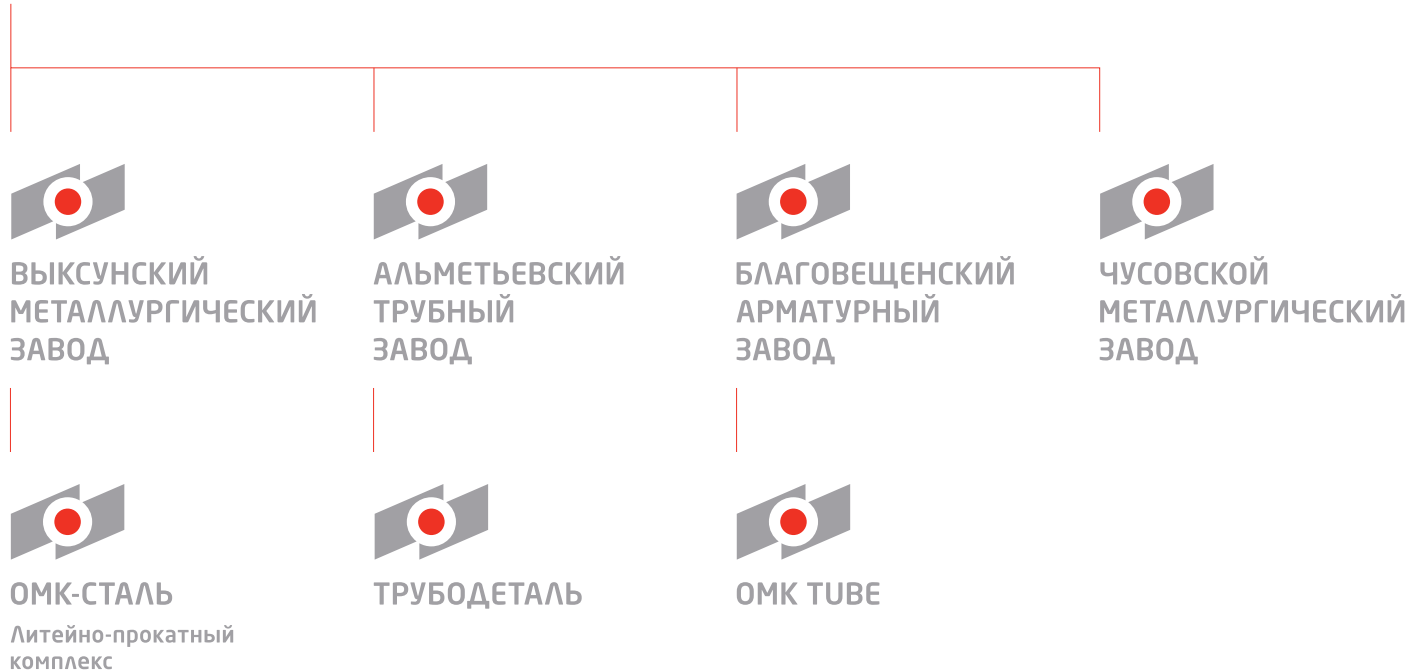 ВЫКСУНСКИЙ
МЕТАЛЛУРГИЧЕСКИЙ
ЗАВОД
АЛЬМЕТЬЕВСКИЙ
ТРУБНЫЙ
ЗАВОД
БЛАГОВЕЩЕНСКИЙ
АРМАТУРНЫЙ
ЗАВОД
ЧУСОВСКОЙ
МЕТАЛЛУРГИЧЕСКИЙ
ЗАВОД
ОМК-СТАЛЬ
Литейно-прокатный
комплекс
ТРУБОДЕТАЛЬ
OMK TUBE